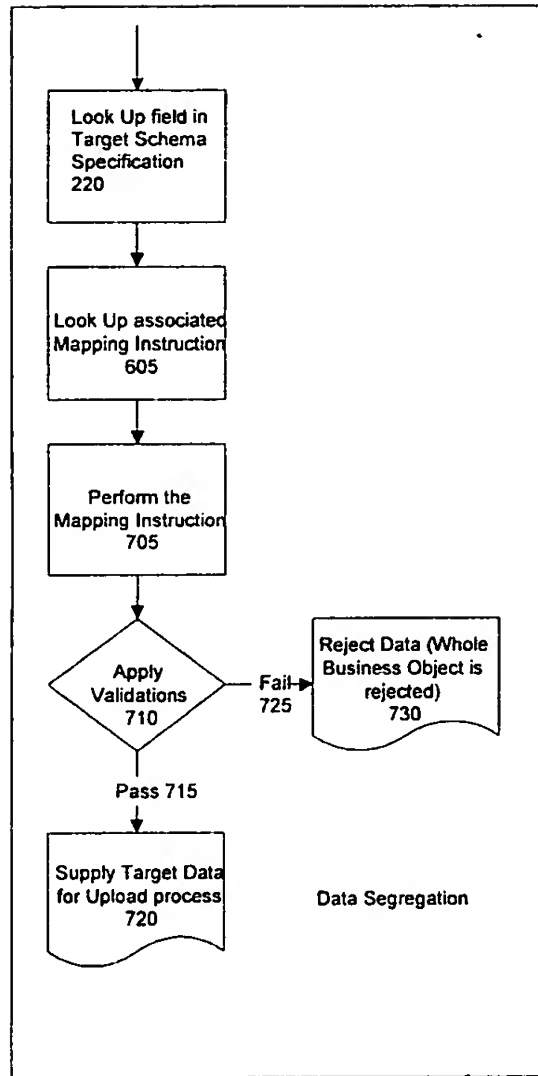 Look Up field in
Target Schema
Specification
220
Look Up associated
Mapping Instruction
605
Perform the
Mapping Instruction
705
Apply
Validations
710
Fail
725
Reject Data (Whole
Business Object is
rejected)
730
Pass 715
Supply Target Data
for Upload process
720
Data Segregation